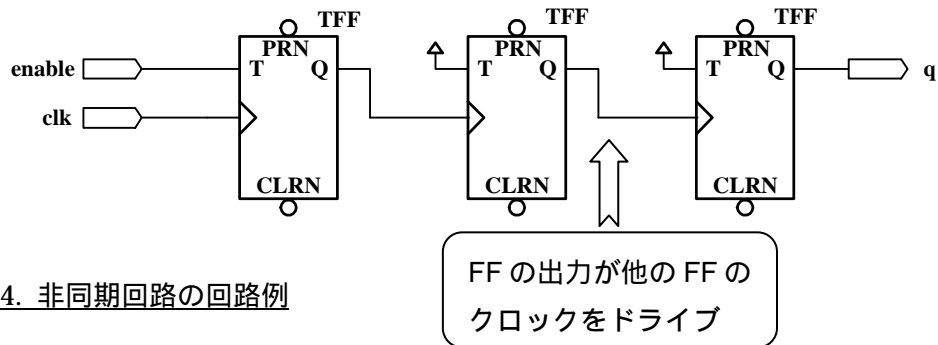 TFF TFF TFF
PRN PRN PRN
enable T Q T Q T Q q
clk
CLRN CLRN CLRN
FF の出力が他の FF の
クロックをドライブ
4. 非同期回路の回路例